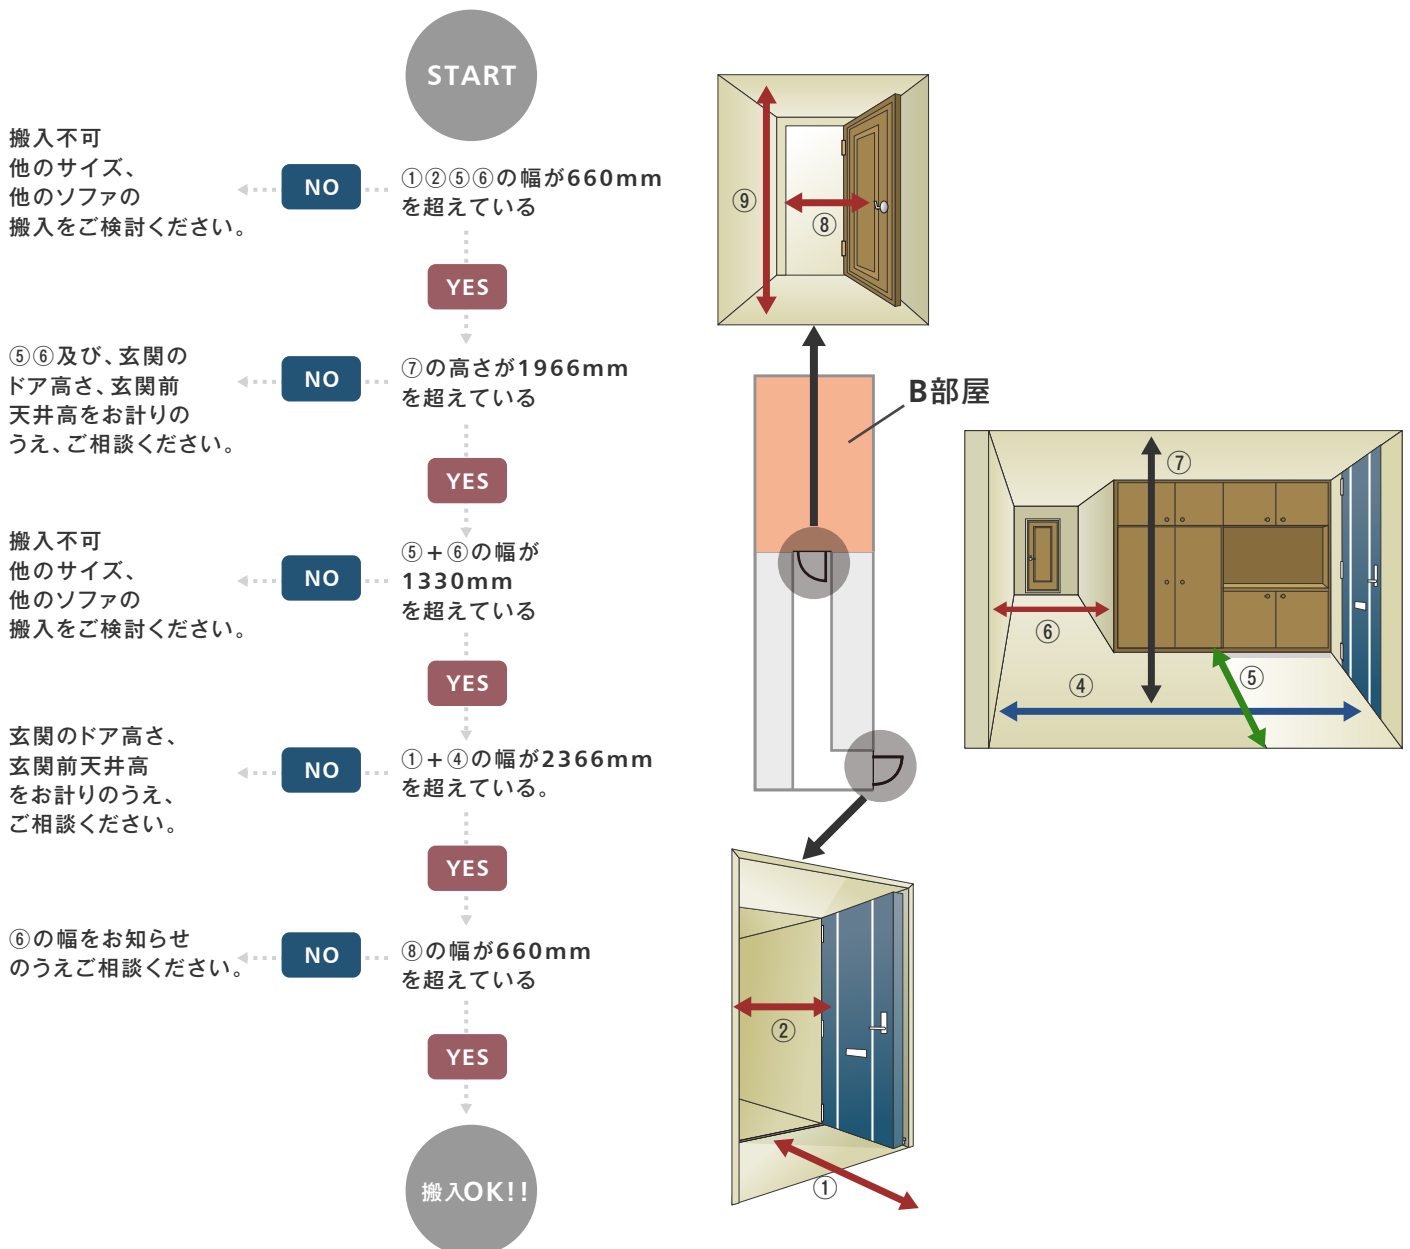 START
搬入不可
他のサイズ、
他のソファの
搬入をご検討ください。
NO
①②⑤⑥の幅が660mm
を超えている
YES
⑤⑥及び、玄関の
ドア高さ、玄関前
天井高をお計りの
うえ、ご相談ください。
NO
⑦の高さが1966mm
を超えている
YES
搬入不可
他のサイズ、
他のソファの
搬入をご検討ください。
NO
⑤+⑥の幅が
1330mm
を超えている
YES
玄関のドア高さ、
玄関前天井高
をお計りのうえ、
ご相談ください。
NO
①+④の幅が2366mm
を超えている。
YES
⑥の幅をお知らせ
のうえご相談ください。
NO
⑧の幅が660mm
を超えている
YES
搬入OK!!
⑨
⑧
B部屋
⑦
⑥
④
⑤
②
①